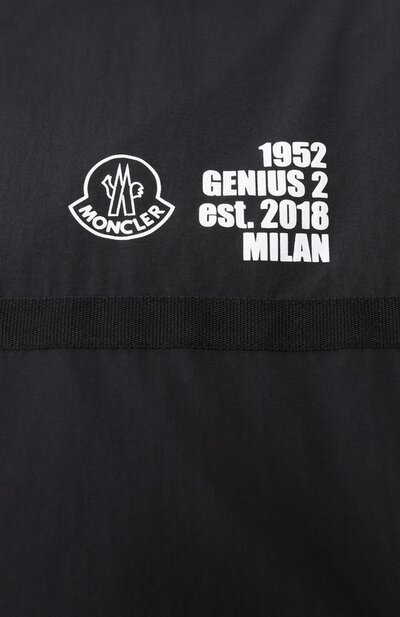 MONCLER
1952
GENIUS 2
est. 2018
MILAN